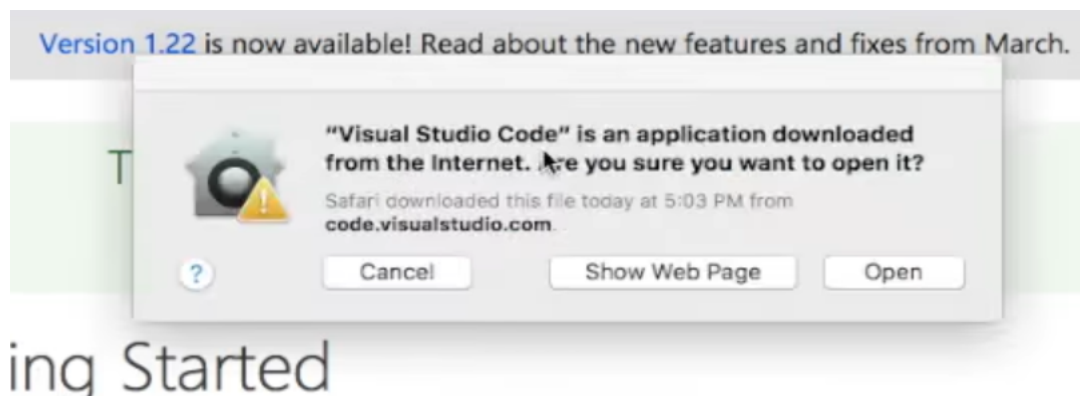 Version 1.22 is now available! Read about the new features and fixes from March.
T
“Visual Studio Code” is an application downloaded
from the Internet. Are you sure you want to open it?
Safari downloaded this file today at 5:03 PM from
code.visualstudio.com.
?
Cancel Show Web Page Open
ing Started